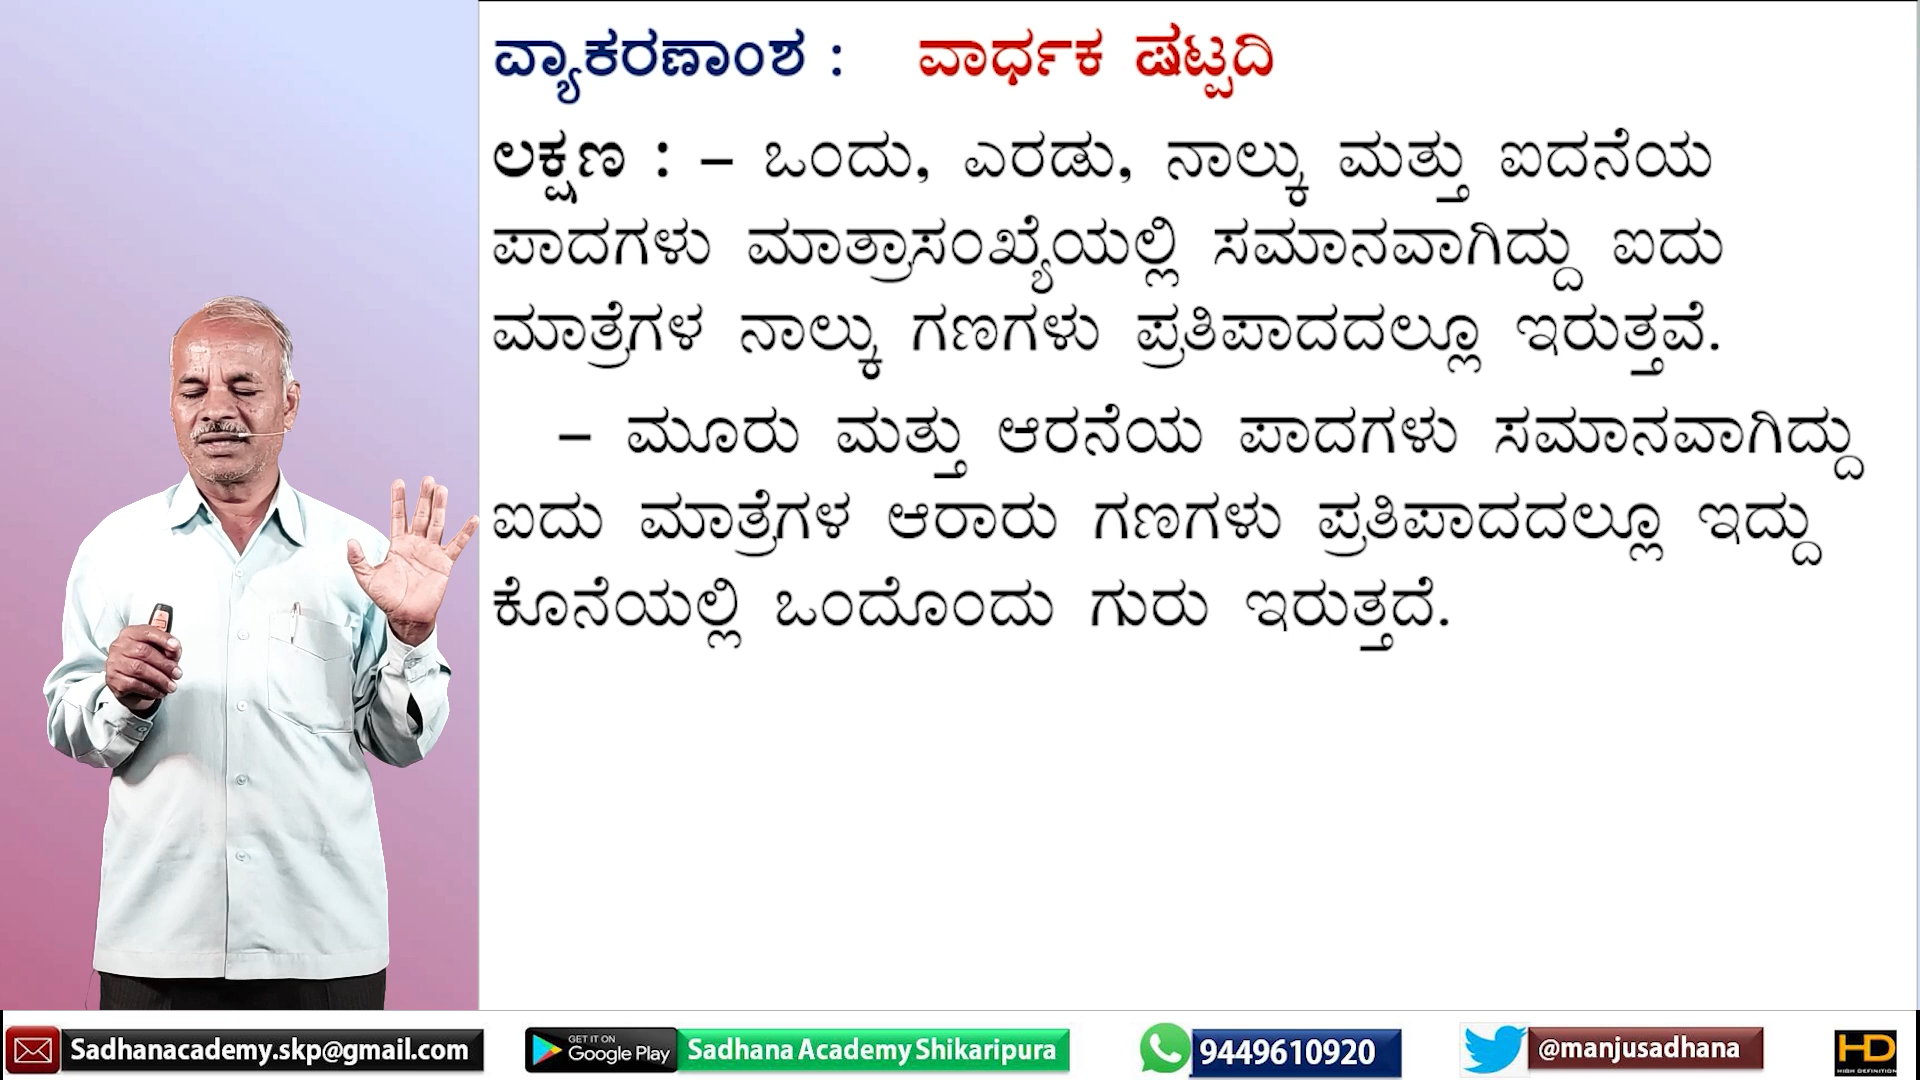 ವ್ಯಾಕರಣಾಂಶ : ವಾರ್ಧಕ ಷಟ್ಪದಿ
ಲಕ್ಷಣ : – ಒಂದು, ಎರಡು, ನಾಲ್ಕು ಮತ್ತು ಐದನೆಯ
ಪಾದಗಳು ಮಾತ್ರಾಸಂಖ್ಯೆಯಲ್ಲಿ ಸಮಾನವಾಗಿದ್ದು ಐದು
ಮಾತ್ರೆಗಳ ನಾಲ್ಕು ಗಣಗಳು ಪ್ರತಿಪಾದದಲ್ಲೂ ಇರುತ್ತವೆ.
– ಮೂರು ಮತ್ತು ಆರನೆಯ ಪಾದಗಳು ಸಮಾನವಾಗಿದ್ದು
ಐದು ಮಾತ್ರೆಗಳ ಆರಾರು ಗಣಗಳು ಪ್ರತಿಪಾದದಲ್ಲೂ ಇದ್ದು
ಕೊನೆಯಲ್ಲಿ ಒಂದೊಂದು ಗುರು ಇರುತ್ತದೆ.
Sadhanacademy.skp@gmail.com GET IT ON Google Play Sadhana Academy Shikaripura 9449610920 @manjusadhana HD
HIGH DEFINITION